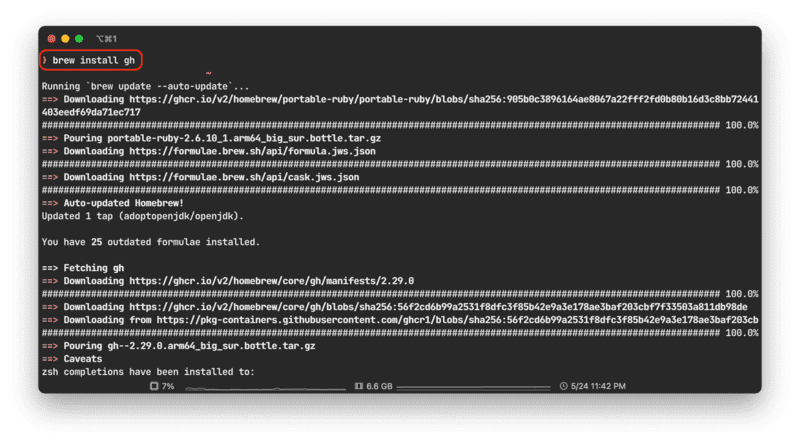 ⌥⌘1
❯ brew install gh
~
Running `brew update --auto-update`...
==> Downloading https://ghcr.io/v2/homebrew/portable-ruby/portable-ruby/blobs/sha256:905b0c3896164ae8067a22fff2fd0b80b16d3c8bb72441
403eedf69da71ec717
######################################################################## 100.0%
==> Pouring portable-ruby-2.6.10_1.arm64_big_sur.bottle.tar.gz
==> Downloading https://formulae.brew.sh/api/formula.jws.json
######################################################################## 100.0%
==> Downloading https://formulae.brew.sh/api/cask.jws.json
######################################################################## 100.0%
==> Auto-updated Homebrew!
Updated 1 tap (adoptopenjdk/openjdk).
You have 25 outdated formulae installed.
==> Fetching gh
==> Downloading https://ghcr.io/v2/homebrew/core/gh/manifests/2.29.0
######################################################################## 100.0%
==> Downloading https://ghcr.io/v2/homebrew/core/gh/blobs/sha256:56f2cd6b99a2531f8dfc3f85b42e9a3e178ae3baf203cbf7f33503a811db98de
==> Downloading from https://pkg-containers.githubusercontent.com/ghcr1/blobs/sha256:56f2cd6b99a2531f8dfc3f85b42e9a3e178ae3baf203cb
######################################################################## 100.0%
==> Pouring gh--2.29.0.arm64_big_sur.bottle.tar.gz
==> Caveats
zsh completions have been installed to:
7% 6.6 GB 5/24 11:42 PM